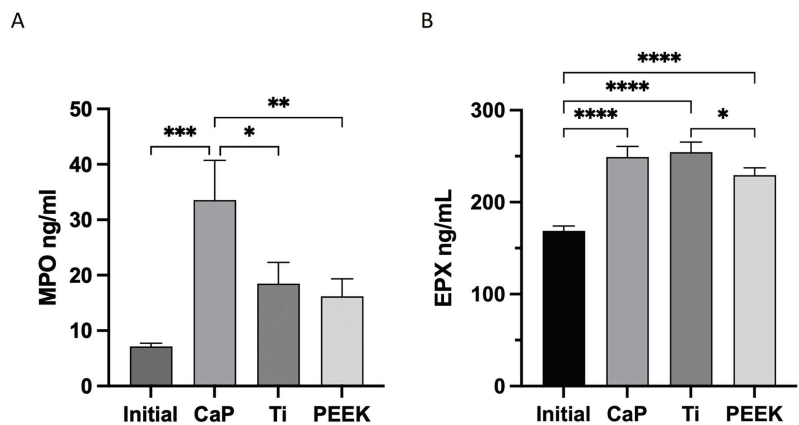 A
B
****
**
****
***
*
****
*
50
40
30
20
10
0
MPO ng/ml
Initial
CaP
Ti
PEEK
300
200
100
0
EPX ng/mL
Initial
CaP
Ti
PEEK